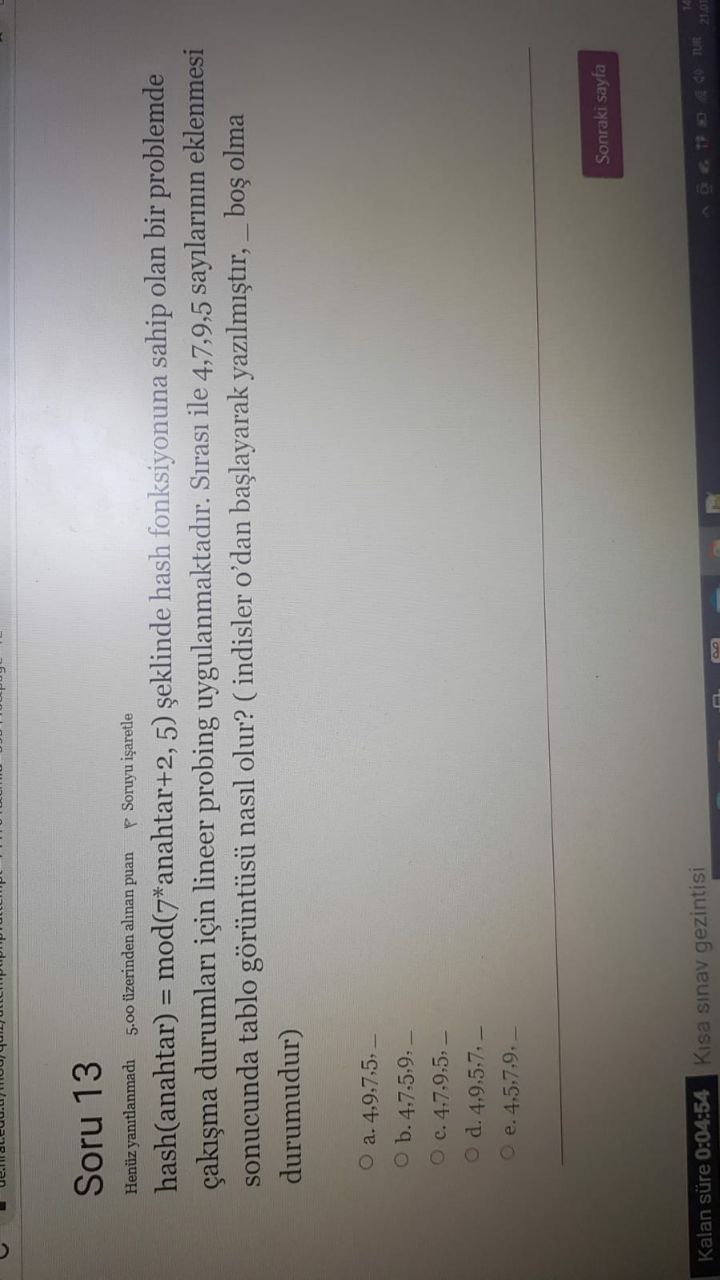 Soru 13
Henüz yanıtlanmadı 5,00 üzerinden alınan puan Soruyu işaretle
hash(anahtar) = mod(7*anahtar+2, 5) şeklinde hash fonksiyonuna sahip olan bir problemde
çakışma durumları için lineer probing uygulanmaktadır. Sırası ile 4,7,9,5 sayılarının eklenmesi
sonucunda tablo görüntüsü nasıl olur? ( indisler 0'dan başlayarak yazılmıştır, _ boş olma
durumudur)
a. 4,9,7,5, _
b. 4,7,5,9, _
c. 4,7,9,5, _
d. 4,9,5,7, _
e. 4,5,7,9, _
Sonraki sayfa
Kalan süre 0:04:54 Kısa sınav gezintisi
TUR